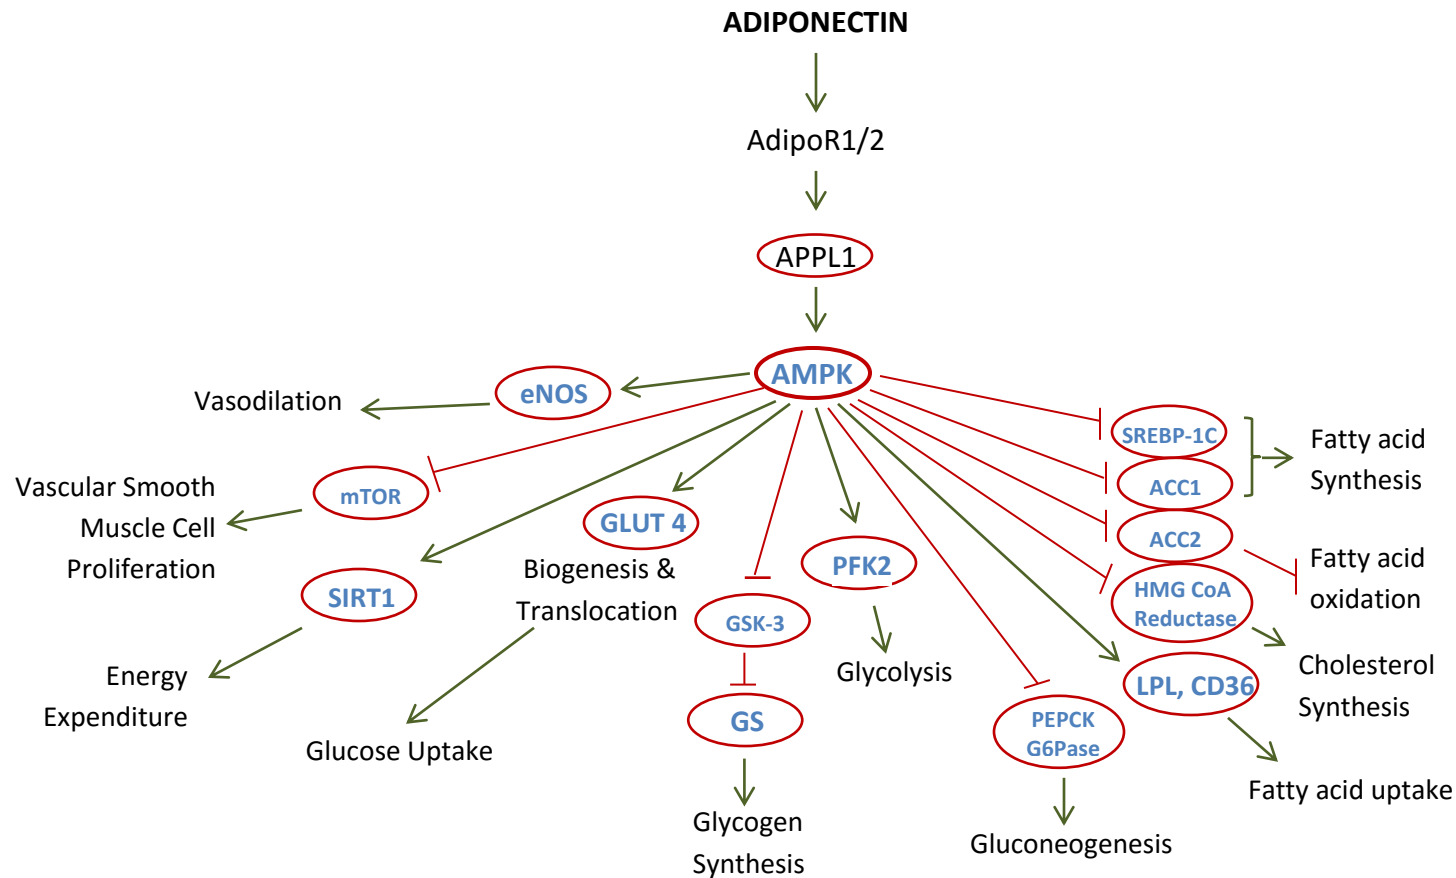 ADIPONECTIN
AdipoR1/2
APPL1
AMPK
eNOS
Vasodilation
mTOR
Vascular Smooth
Muscle Cell
Proliferation
SIRT1
Energy
Expenditure
GLUT 4
Biogenesis &
Translocation
Glucose Uptake
GSK-3
GS
Glycogen
Synthesis
PFK2
Glycolysis
PEPCK
G6Pase
Gluconeogenesis
LPL, CD36
Fatty acid uptake
SREBP-1C
ACC1
Fatty acid
Synthesis
ACC2
Fatty acid
oxidation
HMG CoA
Reductase
Cholesterol
Synthesis